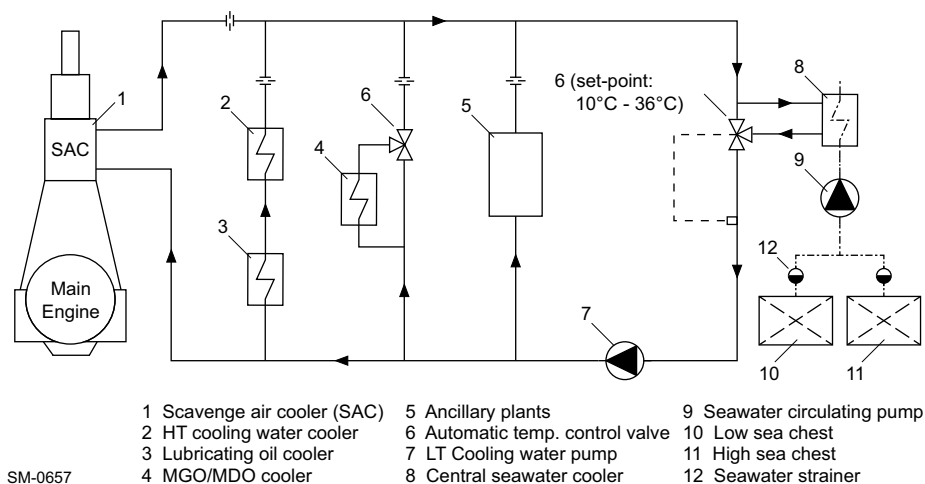 1
SAC
Main
Engine
2
3
4
6
5
6 (set-point:
10°C - 36°C)
7
8
9
12
10
11
1 Scavenge air cooler (SAC)
2 HT cooling water cooler
3 Lubricating oil cooler
4 MGO/MDO cooler
5 Ancillary plants
6 Automatic temp. control valve
7 LT Cooling water pump
8 Central seawater cooler
9 Seawater circulating pump
10 Low sea chest
11 High sea chest
12 Seawater strainer
SM-0657